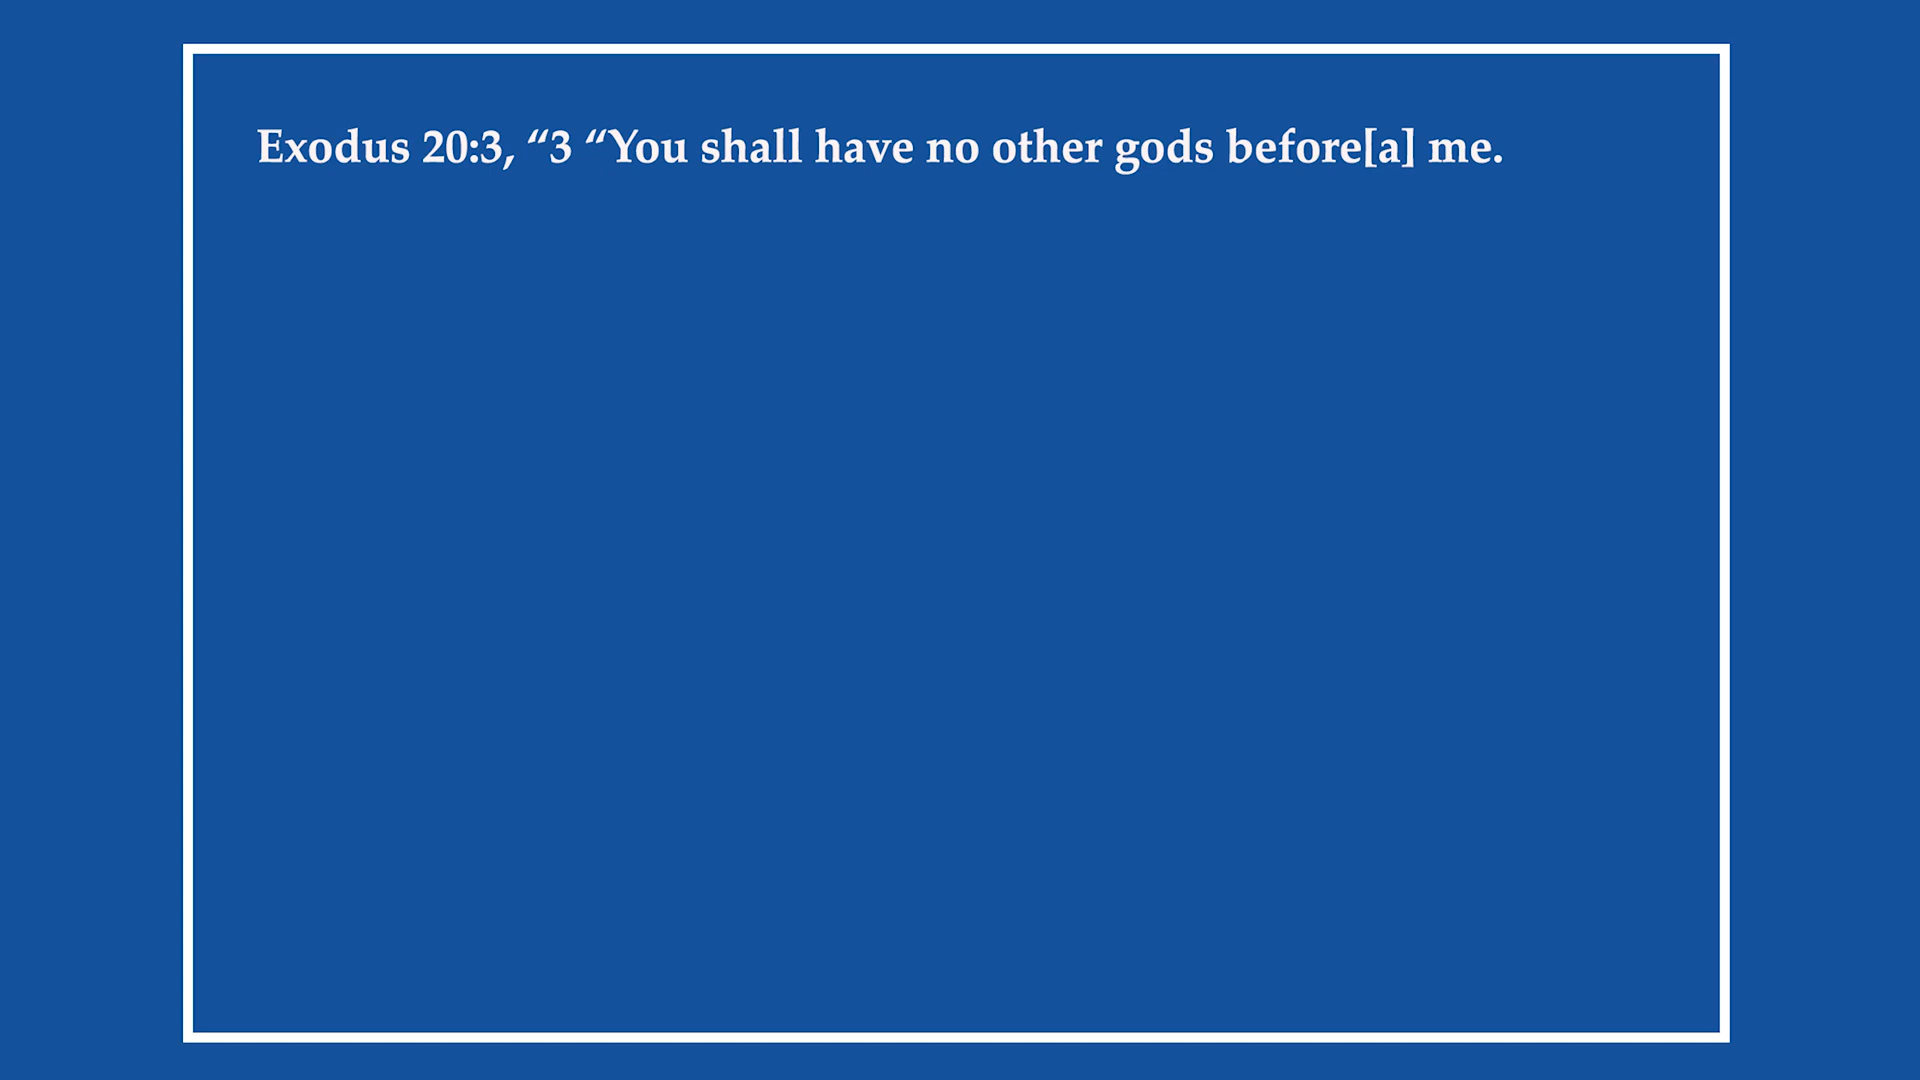 Exodus 20:3, “3 “You shall have no other gods before[a] me.